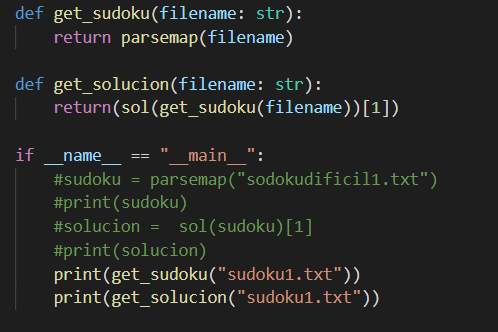 def get_sudoku(filename: str):
    return parsemap(filename)

def get_solucion(filename: str):
    return(sol(get_sudoku(filename))[1])

if __name__ == "__main__":
    #sudoku = parsemap("sodokudificil1.txt")
    #print(sudoku)
    #solucion =  sol(sudoku)[1]
    #print(solucion)
    print(get_sudoku("sudoku1.txt"))
    print(get_solucion("sudoku1.txt"))